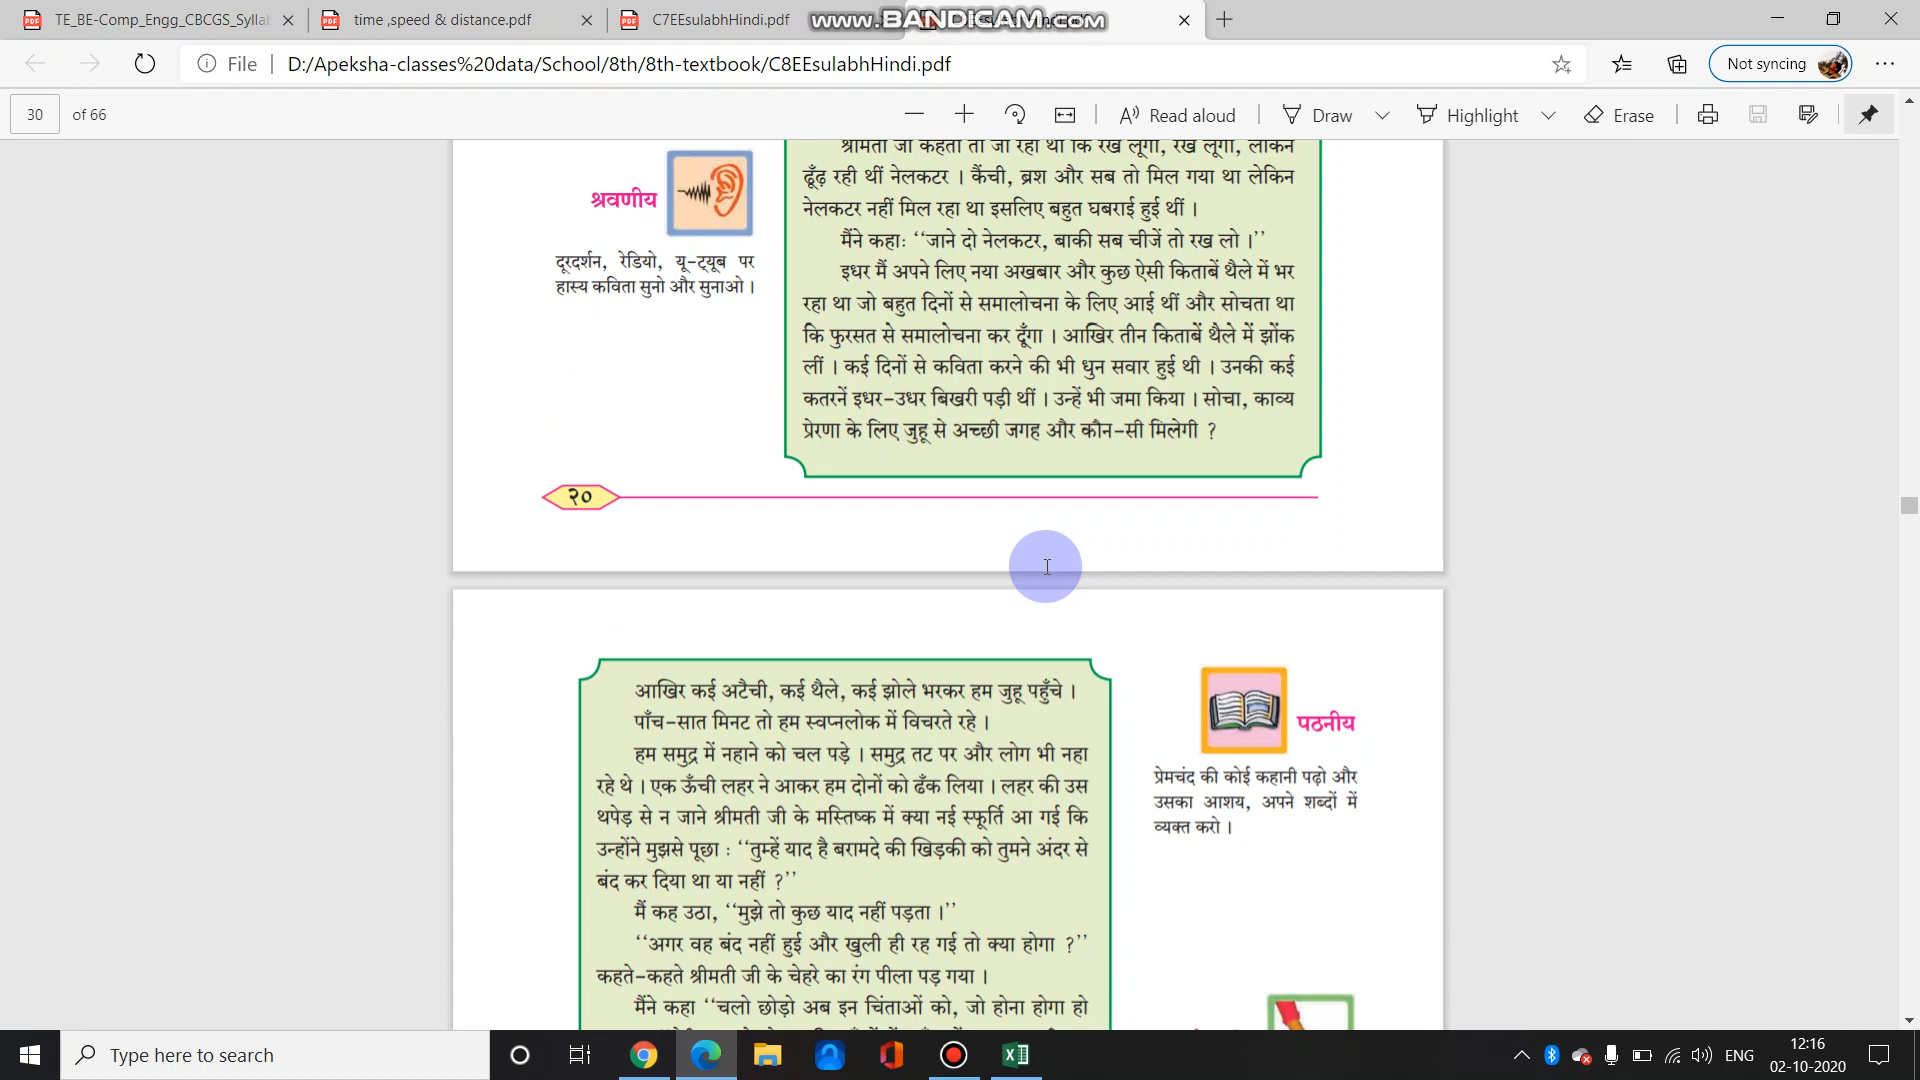 TE_BE-Comp_Engg_CBCGS_Syllab
time ,speed & distance.pdf
C7EEsulabhHindi.pdf
www.BANDICAM.com
File
D:/Apeksha-classes%20data/School/8th/8th-textbook/C8EEsulabhHindi.pdf
Not syncing
30 of 66
Read aloud
Draw
Highlight
Erase
श्रीमती जी कहती तो जा रही थीं कि रख लूँगी, रख लूँगी, लेकिन
ढूँढ़ रही थीं नेलकटर । कैंची, ब्रश और सब तो मिल गया था लेकिन
नेलकटर नहीं मिल रहा था इसलिए बहुत घबराई हुई थीं ।
मैंने कहाः ‘‘जाने दो नेलकटर, बाकी सब चीजें तो रख लो ।’’
इधर मैं अपने लिए नया अखबार और कुछ ऐसी किताबें थैले में भर
रहा था जो बहुत दिनों से समालोचना के लिए आई थीं और सोचता था
कि फुरसत से समालोचना कर दूँगा । आखिर तीन किताबें थैले में झोंक
लीं । कई दिनों से कविता करने की भी धुन सवार हुई थी । उनकी कई
कतरनें इधर-उधर बिखरी पड़ी थीं । उन्हें भी जमा किया । सोचा, काव्य
प्रेरणा के लिए जुहू से अच्छी जगह और कौन-सी मिलेगी ?
श्रवणीय
दूरदर्शन, रेडियो, यू-ट्यूब पर
हास्य कविता सुनो और सुनाओ ।
२०
आखिर कई अटैची, कई थैले, कई झोले भरकर हम जुहू पहुँचे ।
पाँच-सात मिनट तो हम स्वप्नलोक में विचरते रहे ।
हम समुद्र में नहाने को चल पड़े । समुद्र तट पर और लोग भी नहा
रहे थे । एक ऊँची लहर ने आकर हम दोनों को ढँक लिया । लहर की उस
थपेड़ से न जाने श्रीमती जी के मस्तिष्क में क्या नई स्फूर्ति आ गई कि
उन्होंने मुझसे पूछा : ‘‘तुम्हें याद है बरामदे की खिड़की को तुमने अंदर से
बंद कर दिया था या नहीं ?’’
मैं कह उठा, ‘‘मुझे तो कुछ याद नहीं पड़ता ।’’
‘‘अगर वह बंद नहीं हुई और खुली ही रह गई तो क्या होगा ?’’
कहते-कहते श्रीमती जी के चेहरे का रंग पीला पड़ गया ।
मैंने कहा ‘‘चलो छोड़ो अब इन चिंताओं को, जो होना होगा हो
पठनीय
प्रेमचंद की कोई कहानी पढ़ो और
उसका आशय, अपने शब्दों में
व्यक्त करो ।
Type here to search
ENG
12:16
02-10-2020